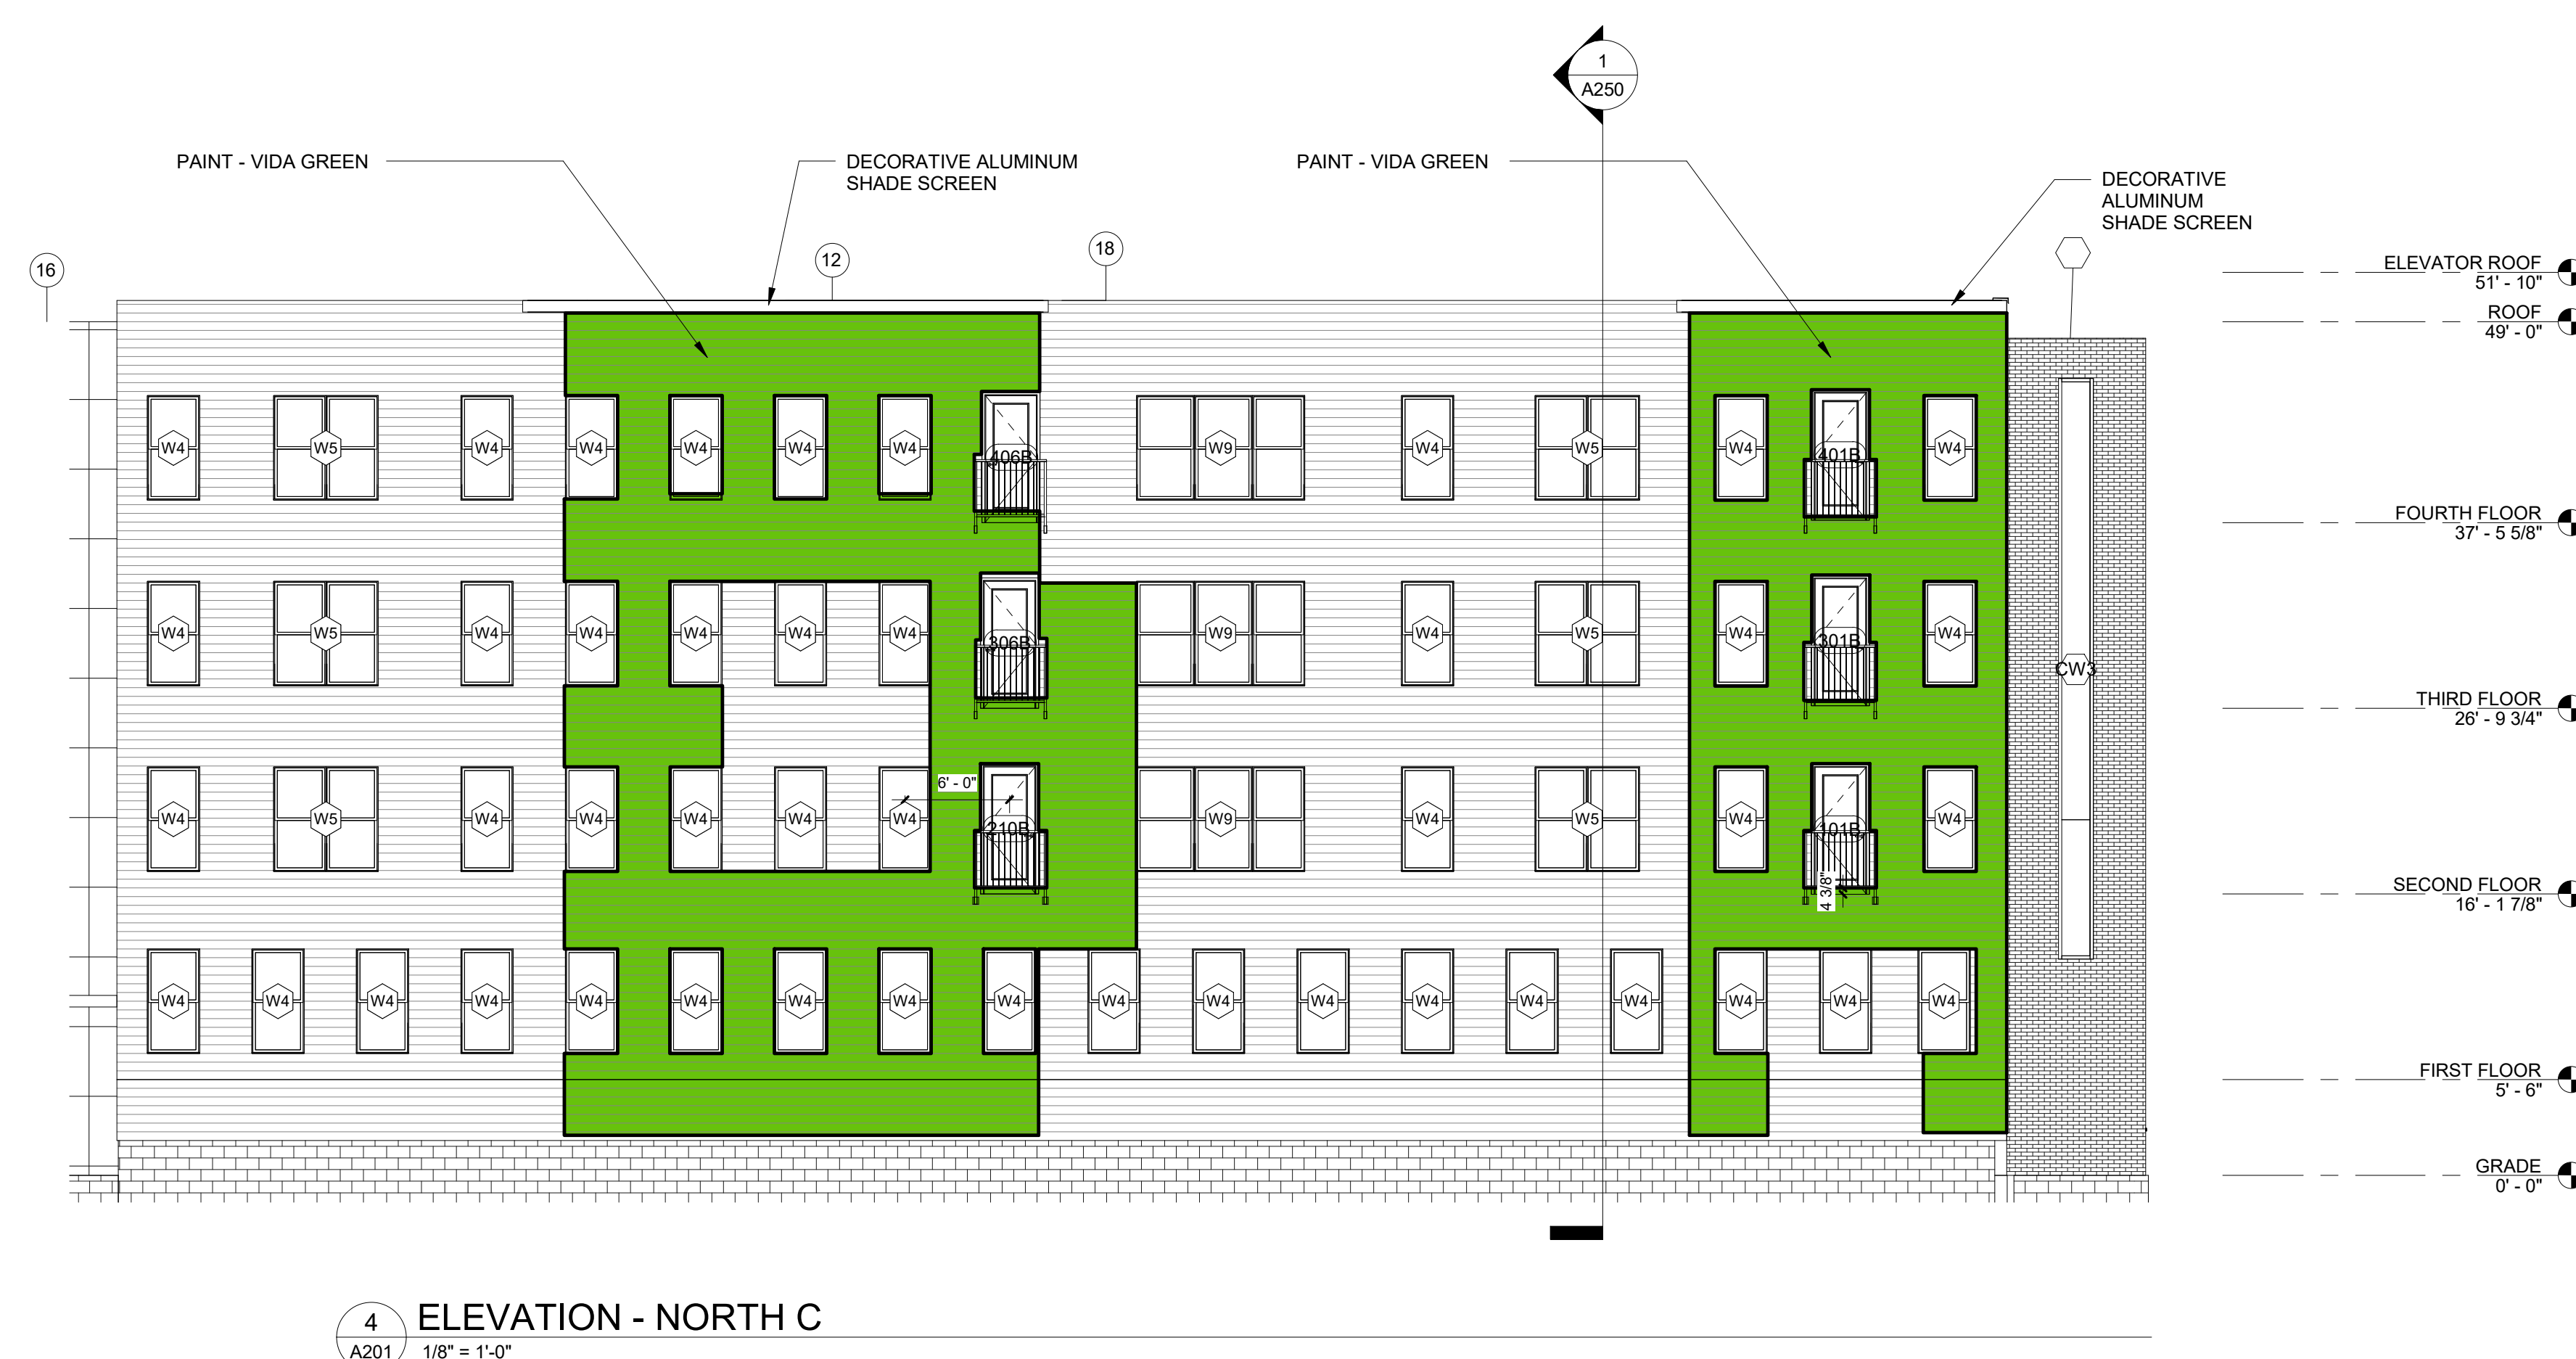 1
A250
PAINT - VIDA GREEN
DECORATIVE ALUMINUM
SHADE SCREEN
PAINT - VIDA GREEN
DECORATIVE
ALUMINUM
SHADE SCREEN
16
12
18
ELEVATOR ROOF
51' - 10"
ROOF
49' - 0"
W4 W5 W4 W4 W4 W4 W4 406B W9 W4 W5 W4 401B W4
FOURTH FLOOR
37' - 5 5/8"
W4 W5 W4 W4 W4 W4 W4 306B W9 W4 W5 W4 301B W4
CW3
THIRD FLOOR
26' - 9 3/4"
6' - 0"
W4 W5 W4 W4 W4 W4 W4 210B W9 W4 W5 W4 101B W4
4 3/8"
SECOND FLOOR
16' - 1 7/8"
W4 W4 W4 W4 W4 W4 W4 W4 W4 W4 W4 W4 W4 W4 W4 W4 W4 W4
FIRST FLOOR
5' - 6"
GRADE
0' - 0"
4
A201
ELEVATION - NORTH C
1/8" = 1'-0"